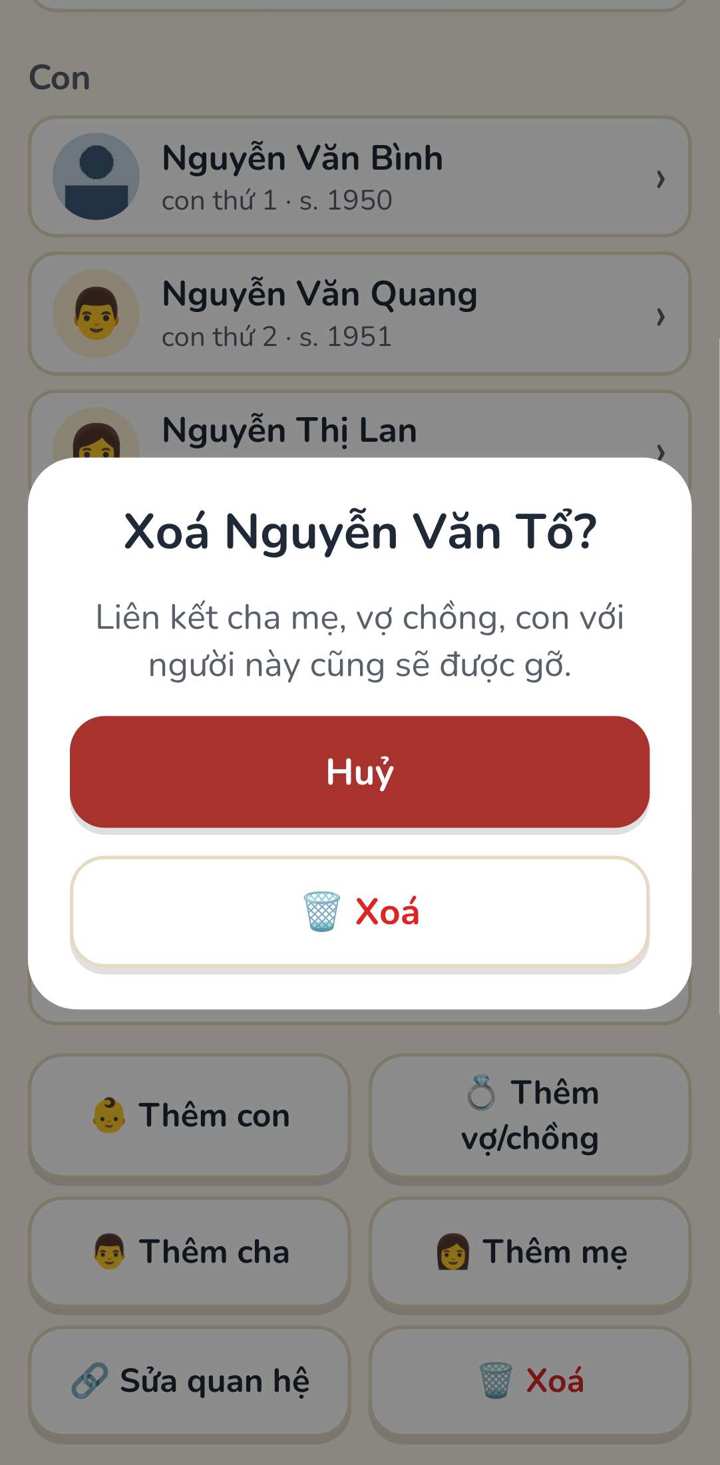 Con
Nguyễn Văn Bình
con thứ 1 · s. 1950
Nguyễn Văn Quang
con thứ 2 · s. 1951
Nguyễn Thị Lan
Xoá Nguyễn Văn Tổ?
Liên kết cha mẹ, vợ chồng, con với
người này cũng sẽ được gỡ.
Huỷ
Xoá
Thêm con
Thêm
vợ/chồng
Thêm cha
Thêm mẹ
Sửa quan hệ
Xoá